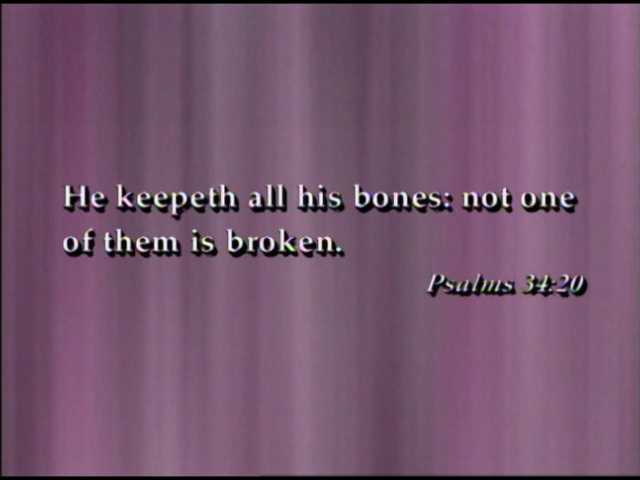 He keepeth all his bones: not one
of them is broken.
Psalms 34:20